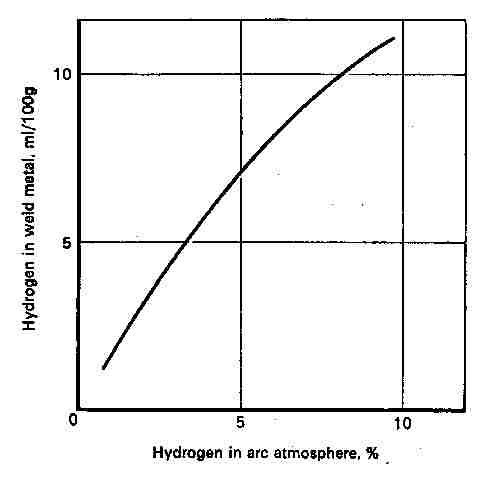 Hydrogen in weld metal, ml/100g
10
5
0
5
10
Hydrogen in arc atmosphere, %